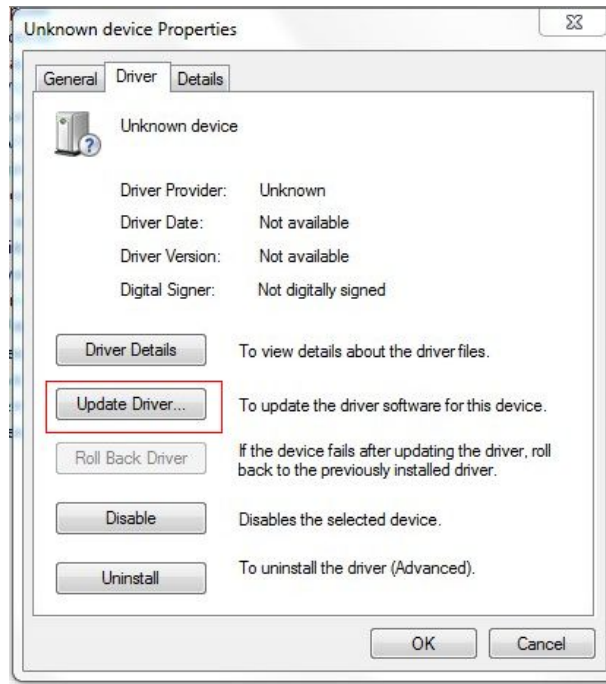 Unknown device Properties
General Driver Details
Unknown device
Driver Provider: Unknown
Driver Date: Not available
Driver Version: Not available
Digital Signer: Not digitally signed
Driver Details To view details about the driver files.
Update Driver... To update the driver software for this device.
Roll Back Driver If the device fails after updating the driver, roll
back to the previously installed driver.
Disable Disables the selected device.
Uninstall To uninstall the driver (Advanced).
OK Cancel